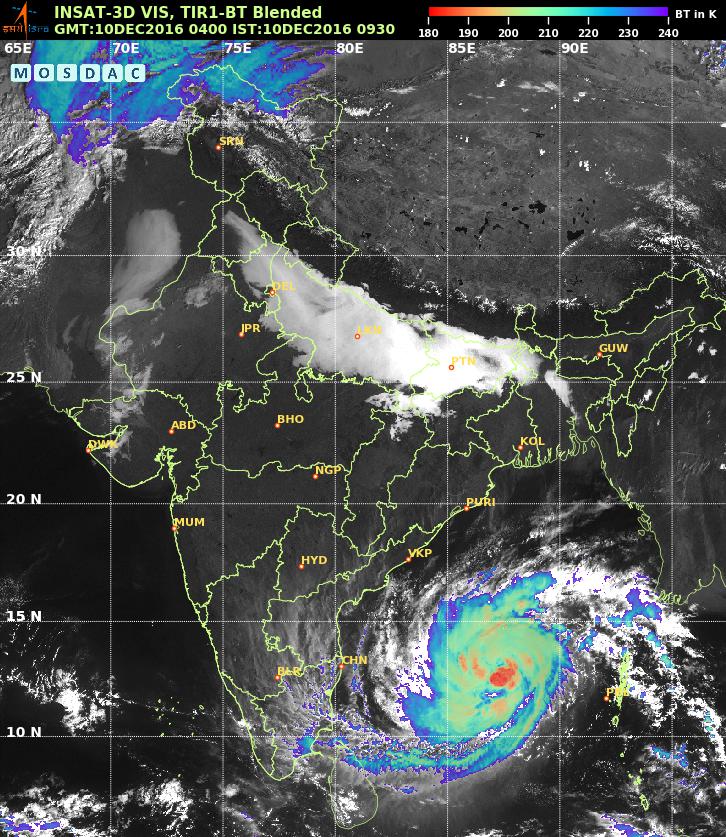 INSAT-3D VIS, TIR1-BT Blended
GMT:10DEC2016 0400 IST:10DEC2016 0930
BT in K
180 190 200 210 220 230 240
65E 70E 75E 80E 85E 90E
MOSDAC
SRN
30 N
DEL
JPR LKN GUW
PTN
25 N
ABD BHO
DWK KOL
NGP
20 N PURI
MUM
HYD VKP
15 N
BLR CHN
10 N